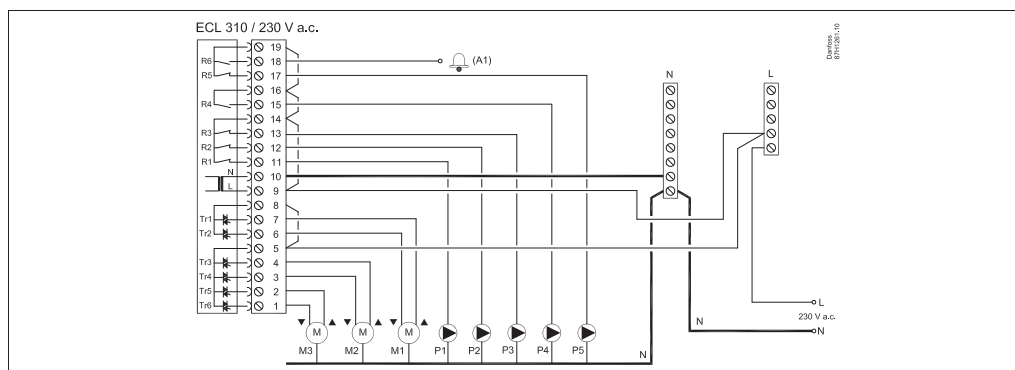 ECL 310 / 230 V a.c.
Danfoss
87H1261.10
19
R6 18 (A1)
R5 17
16
R4 15
14
R3 13
R2 12
R1 11
N 10
L 9
8
Tr1 7
Tr2 6
5
Tr3 4
Tr4 3
Tr5 2
Tr6 1
N
L
L
230 V a.c.
N
N
M M M
M3 M2 M1 P1 P2 P3 P4 P5
N